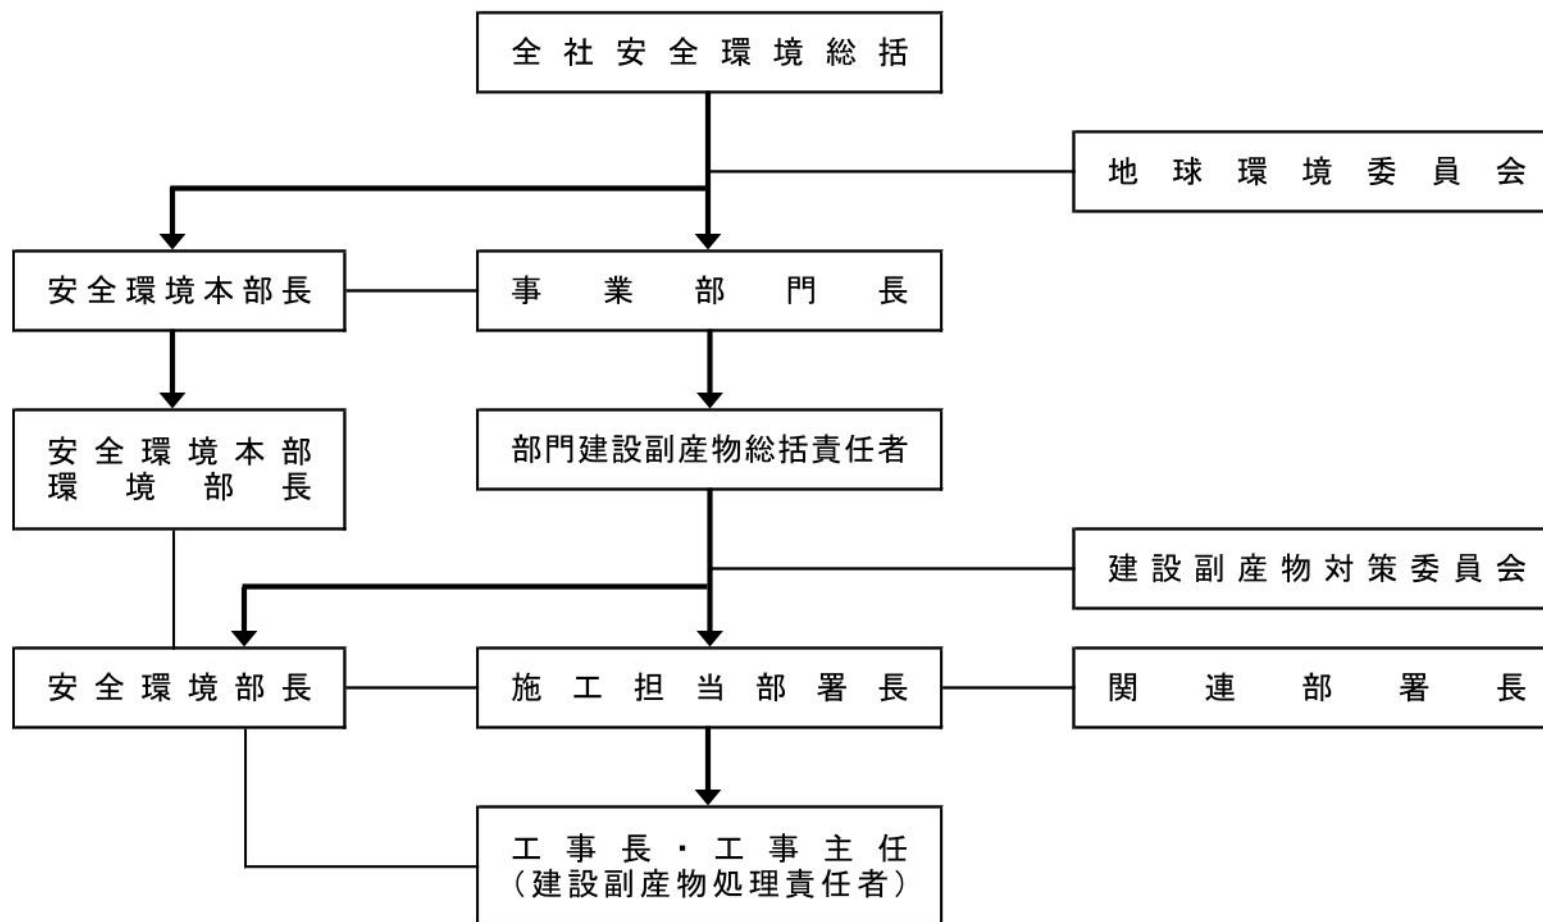 全社安全環境総括
地球環境委員会
安全環境本部長
事業部門長
安全環境本部
環境部長
部門建設副産物総括責任者
建設副産物対策委員会
安全環境部長
施工担当部署長
関連部署長
工事長・工事主任
（建設副産物処理責任者）